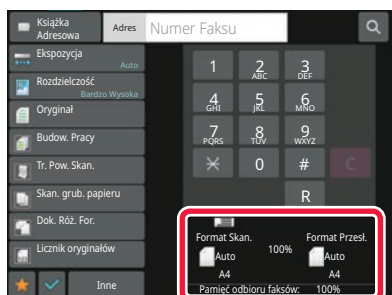 Książka
Adresowa
Adres
Numer Faksu
Ekspozycja
Auto
Rozdzielczość
Bardzo Wysoka
Oryginał
Budow. Pracy
Tr. Pow. Skan.
Skan. grub. papieru
Dok. Róż. For.
Licznik oryginałów
Inne
1
2
ABC
3
DEF
4
GHI
5
JKL
6
MNO
7
PQRS
8
TUV
9
WXYZ
0
#
C
R
Format Skan.
Format Przesł.
100%
Auto
Auto
A4
A4
Pamięć odbioru faksów: 100%